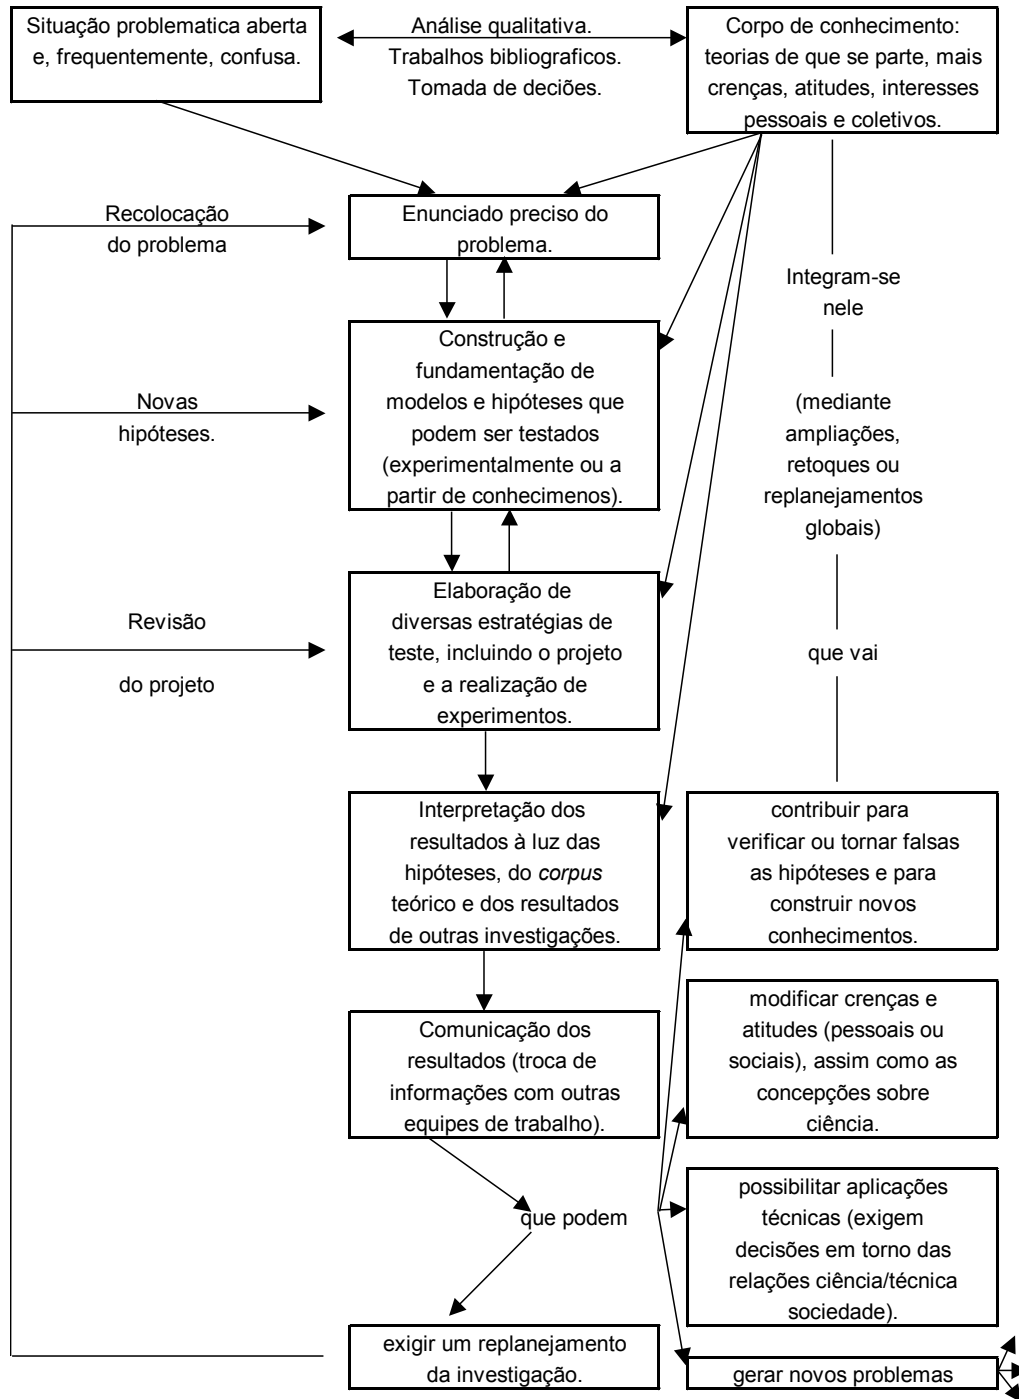 Situação problematica aberta
e, frequentemente, confusa.
Análise qualitativa.
Trabalhos bibliograficos.
Tomada de deciões.
Corpo de conhecimento:
teorias de que se parte, mais
crenças, atitudes, interesses
pessoais e coletivos.
Recolocação
do problema
Enunciado preciso do
problema.
Integram-se
nele
Construção e
fundamentação de
modelos e hipóteses que
podem ser testados
(experimentalmente ou a
partir de conhecimenos).
Novas
hipóteses.
(mediante
ampliações,
retoques ou
replanejamentos
globais)
Elaboração de
diversas estratégias de
teste, incluindo o projeto
e a realização de
experimentos.
Revisão
do projeto
que vai
Interpretação dos
resultados à luz das
hipóteses, do corpus
teórico e dos resultados
de outras investigações.
contribuir para
verificar ou tornar falsas
as hipóteses e para
construir novos
conhecimentos.
Comunicação dos
resultados (troca de
informações com outras
equipes de trabalho).
modificar crenças e
atitudes (pessoais ou
sociais), assim como as
concepções sobre
ciência.
que podem
possibilitar aplicações
técnicas (exigem
decisões em torno das
relações ciência/técnica
sociedade).
exigir um replanejamento
da investigação.
gerar novos problemas